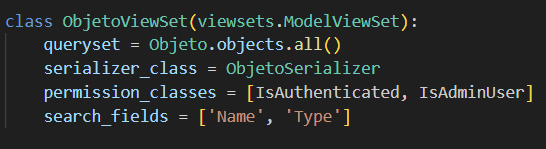 class ObjetoViewSet(viewsets.ModelViewSet):
    queryset = Objeto.objects.all()
    serializer_class = ObjetoSerializer
    permission_classes = [IsAuthenticated, IsAdminUser]
    search_fields = ['Name', 'Type']